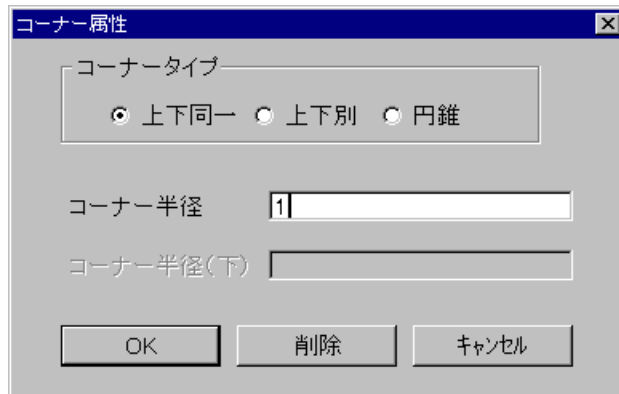 コーナー属性
コーナータイプ
上下同一 上下別 円錐
コーナー半径 1
コーナー半径(下)
OK 削除 ｷｬﾝｾﾙ